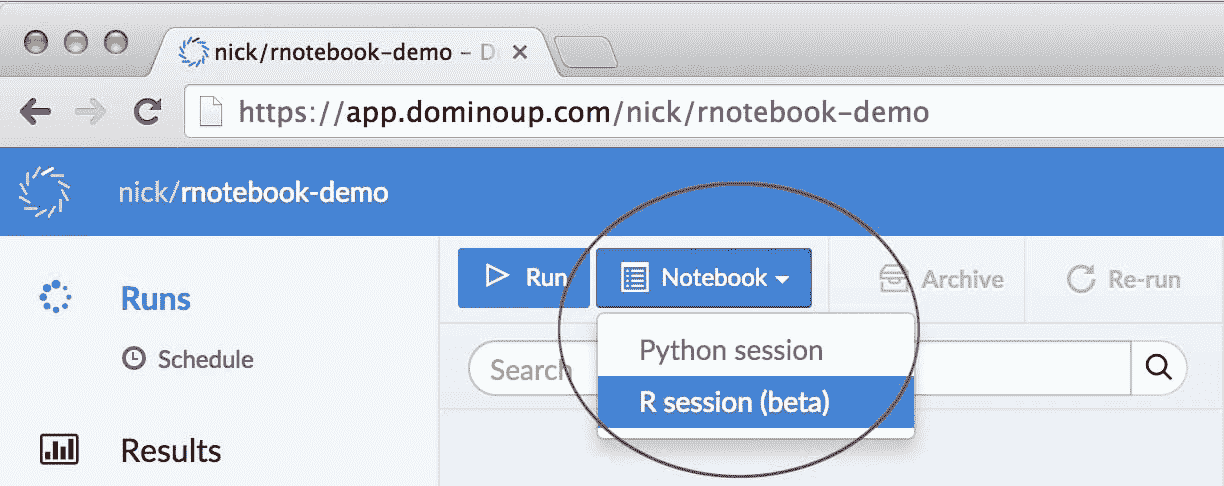 nick/rnotebook-demo – D
https://app.dominoup.com/nick/rnotebook-demo
nick/rnotebook-demo
Run Notebook Archive Re-run
Runs
Python session
Schedule
Search
R session (beta)
Results